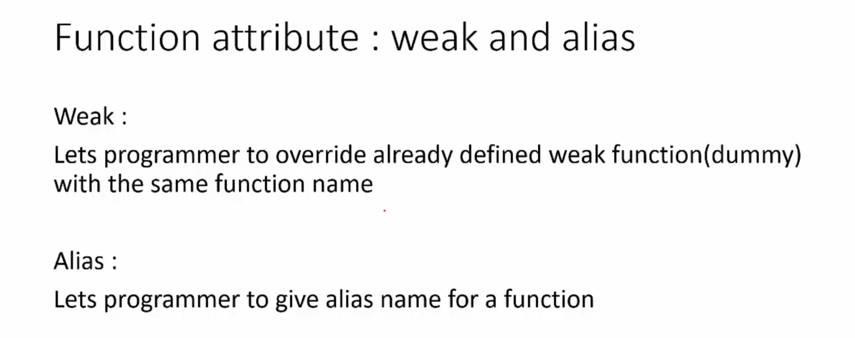 Function attribute : weak and alias
Weak :
Lets programmer to override already defined weak function(dummy)
with the same function name
Alias :
Lets programmer to give alias name for a function